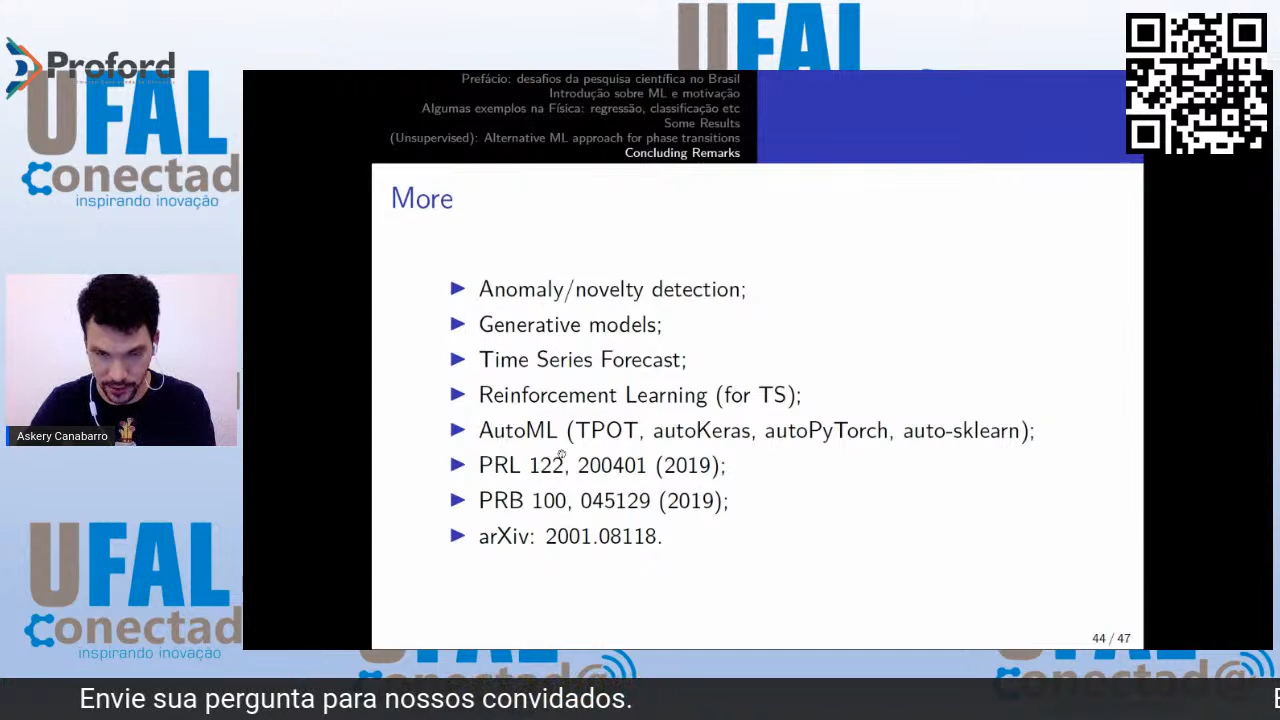 Proford
UFAL
conectad
inspirando inovação
UFAL
Prefácio: desafios da pesquisa científica no Brasil
Introdução sobre ML e motivação
Algumas exemplos na Física: regressão, classificação etc
Some Results
(Unsupervised): Alternative ML approach for phase transitions
Concluding Remarks
More
Anomaly/novelty detection;
Generative models;
Time Series Forecast;
Reinforcement Learning (for TS);
AutoML (TPOT, autoKeras, autoPyTorch, auto-sklearn);
PRL 122, 200401 (2019);
PRB 100, 045129 (2019);
arXiv: 2001.08118.
44 / 47
Askery Canabarro
UFAL
conectad
inspirando inovação
conectad@
conectad@
Envie sua pergunta para nossos convidados.